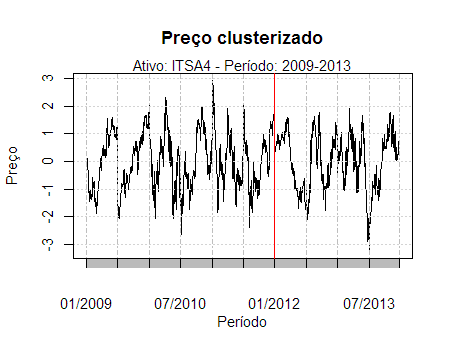 Preço clusterizado
Ativo: ITSA4 - Período: 2009-2013
Preço
3
2
1
0
-1
-2
-3
01/2009 07/2010 01/2012 07/2013
Período